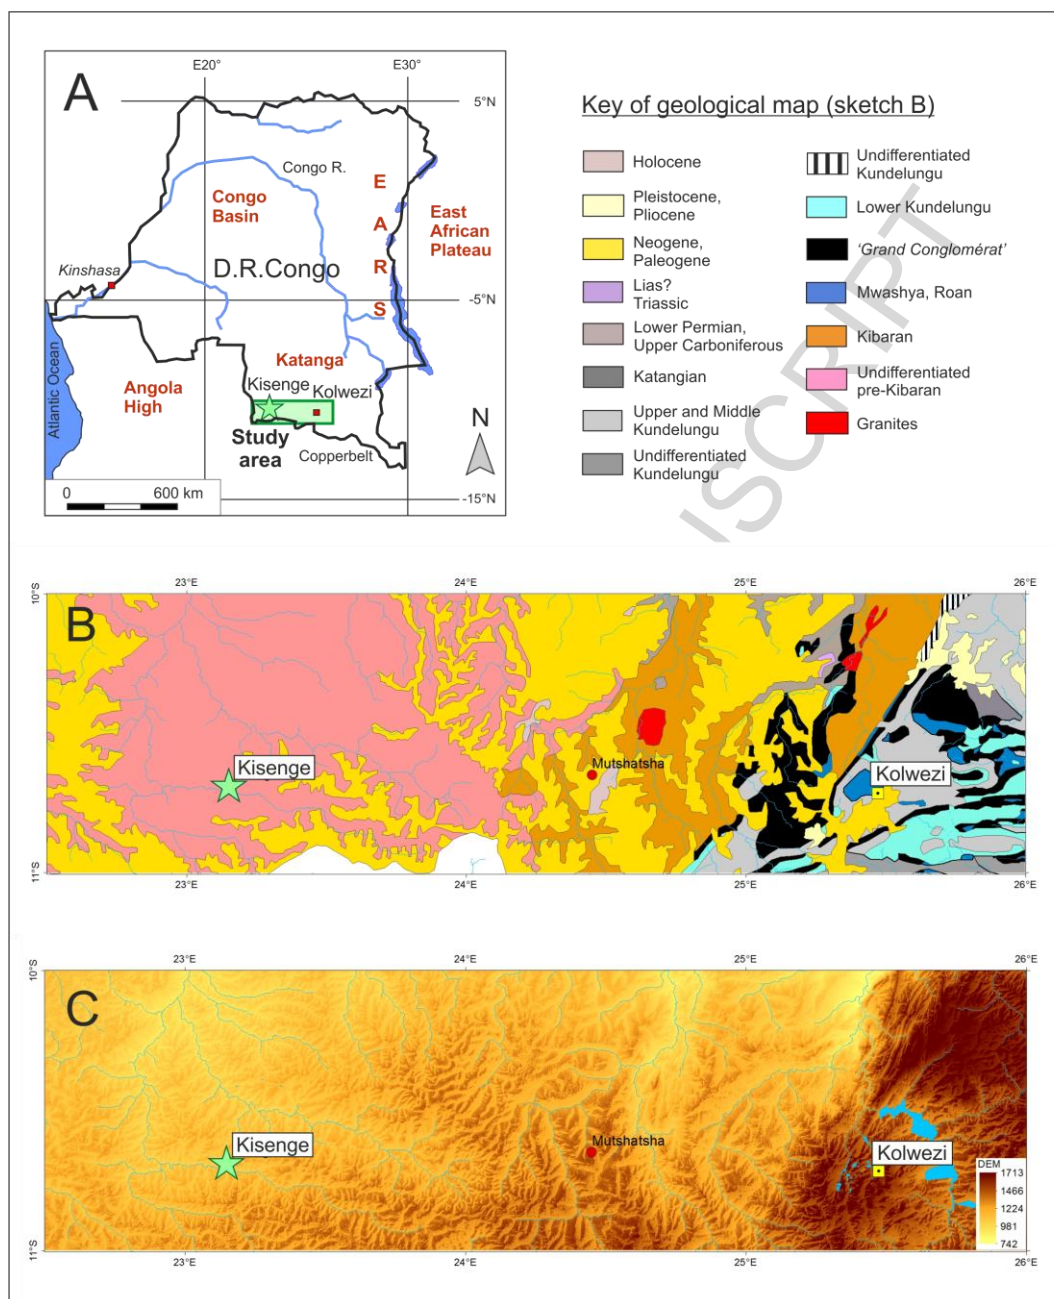 A
E20°
E30°
5°N
Congo R.
E
A
R
S
Congo
Basin
East
African
Plateau
Kinshasa
D.R.Congo
-5°N
Atlantic Ocean
Katanga
Angola
High
Kisenge
Kolwezi
Study
area
Copperbelt
N
0
600 km
-15°N
Key of geological map (sketch B)
Holocene
Pleistocene,
Pliocene
Neogene,
Paleogene
Lias?
Triassic
Lower Permian,
Upper Carboniferous
Katangian
Upper and Middle
Kundelungu
Undifferentiated
Kundelungu
Undifferentiated
Kundelungu
Lower Kundelungu
'Grand Conglomérat'
Mwashya, Roan
Kibaran
Undifferentiated
pre-Kibaran
Granites
ISCRIPT
23°E
24°E
25°E
26°E
10°S
B
Kisenge
Mutshatsha
Kolwezi
11°S
23°E
24°E
25°E
26°E
23°E
24°E
25°E
26°E
10°S
C
Kisenge
Mutshatsha
Kolwezi
DEM
1713
1466
1224
981
742
11°S
23°E
24°E
25°E
26°E